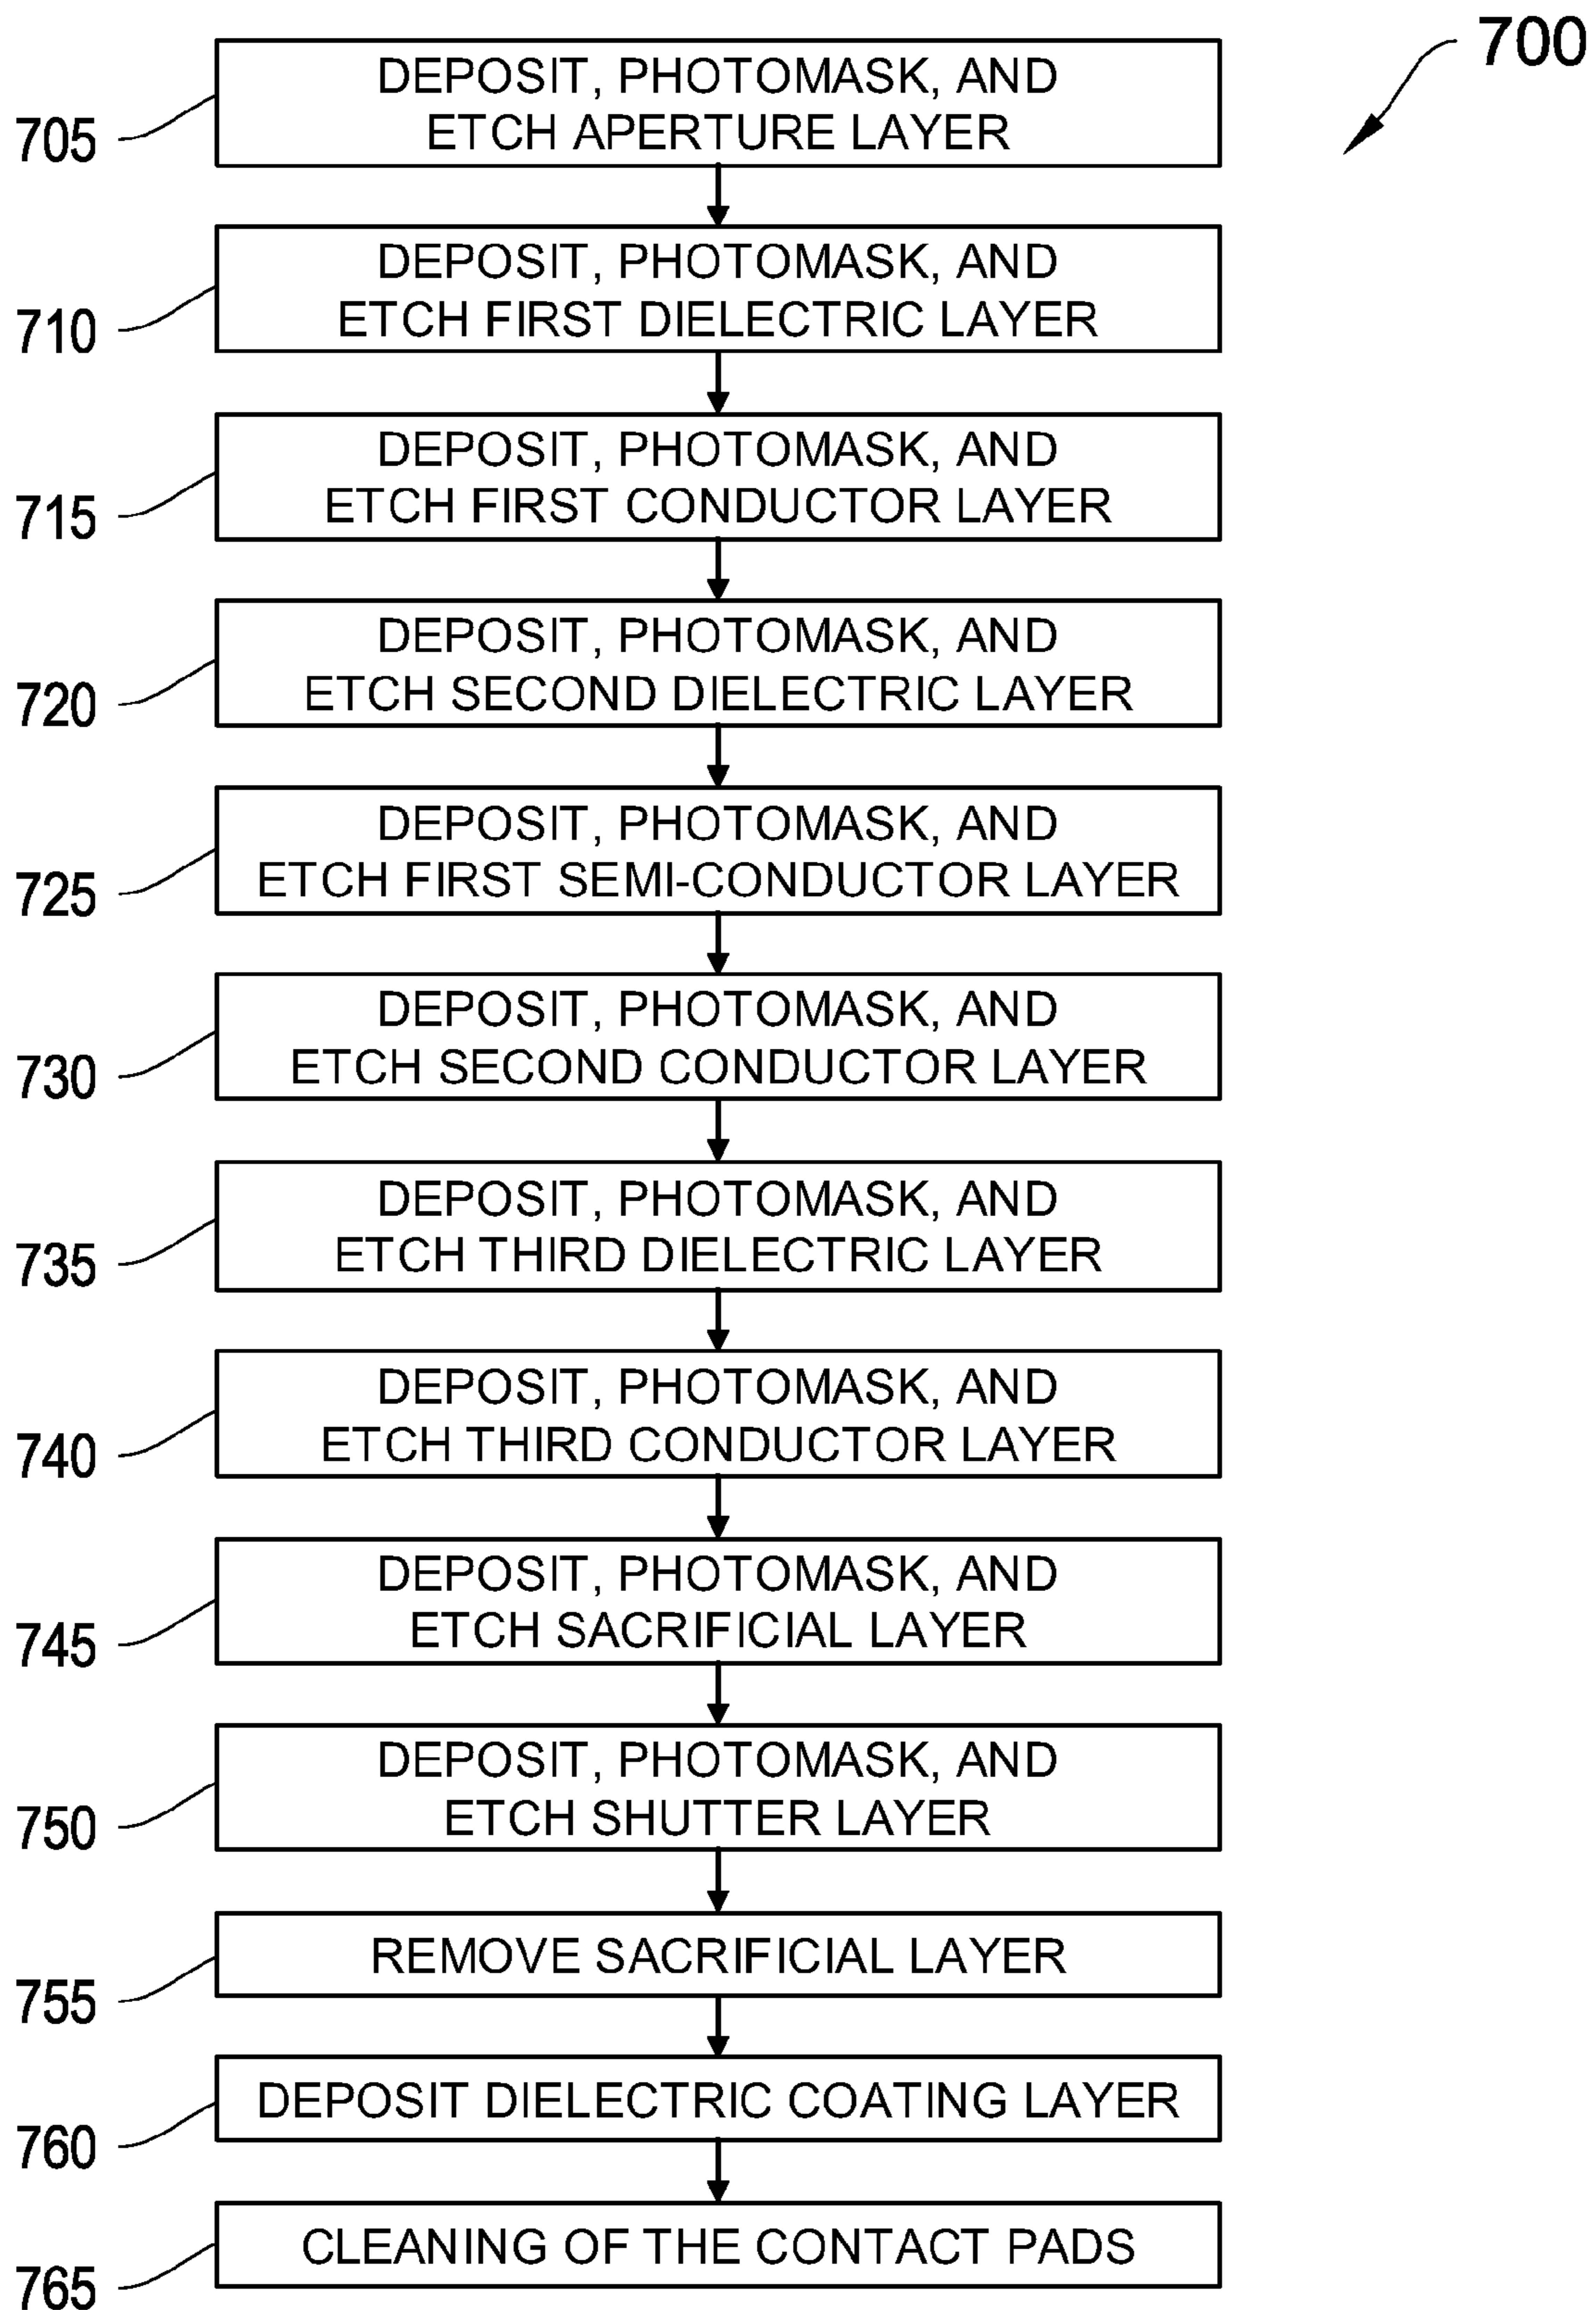 700
DEPOSIT, PHOTOMASK, AND
ETCH APERTURE LAYER
705
DEPOSIT, PHOTOMASK, AND
ETCH FIRST DIELECTRIC LAYER
710
DEPOSIT, PHOTOMASK, AND
ETCH FIRST CONDUCTOR LAYER
715
DEPOSIT, PHOTOMASK, AND
ETCH SECOND DIELECTRIC LAYER
720
DEPOSIT, PHOTOMASK, AND
ETCH FIRST SEMI-CONDUCTOR LAYER
725
DEPOSIT, PHOTOMASK, AND
ETCH SECOND CONDUCTOR LAYER
730
DEPOSIT, PHOTOMASK, AND
ETCH THIRD DIELECTRIC LAYER
735
DEPOSIT, PHOTOMASK, AND
ETCH THIRD CONDUCTOR LAYER
740
DEPOSIT, PHOTOMASK, AND
ETCH SACRIFICIAL LAYER
745
DEPOSIT, PHOTOMASK, AND
ETCH SHUTTER LAYER
750
REMOVE SACRIFICIAL LAYER
755
DEPOSIT DIELECTRIC COATING LAYER
760
CLEANING OF THE CONTACT PADS
765